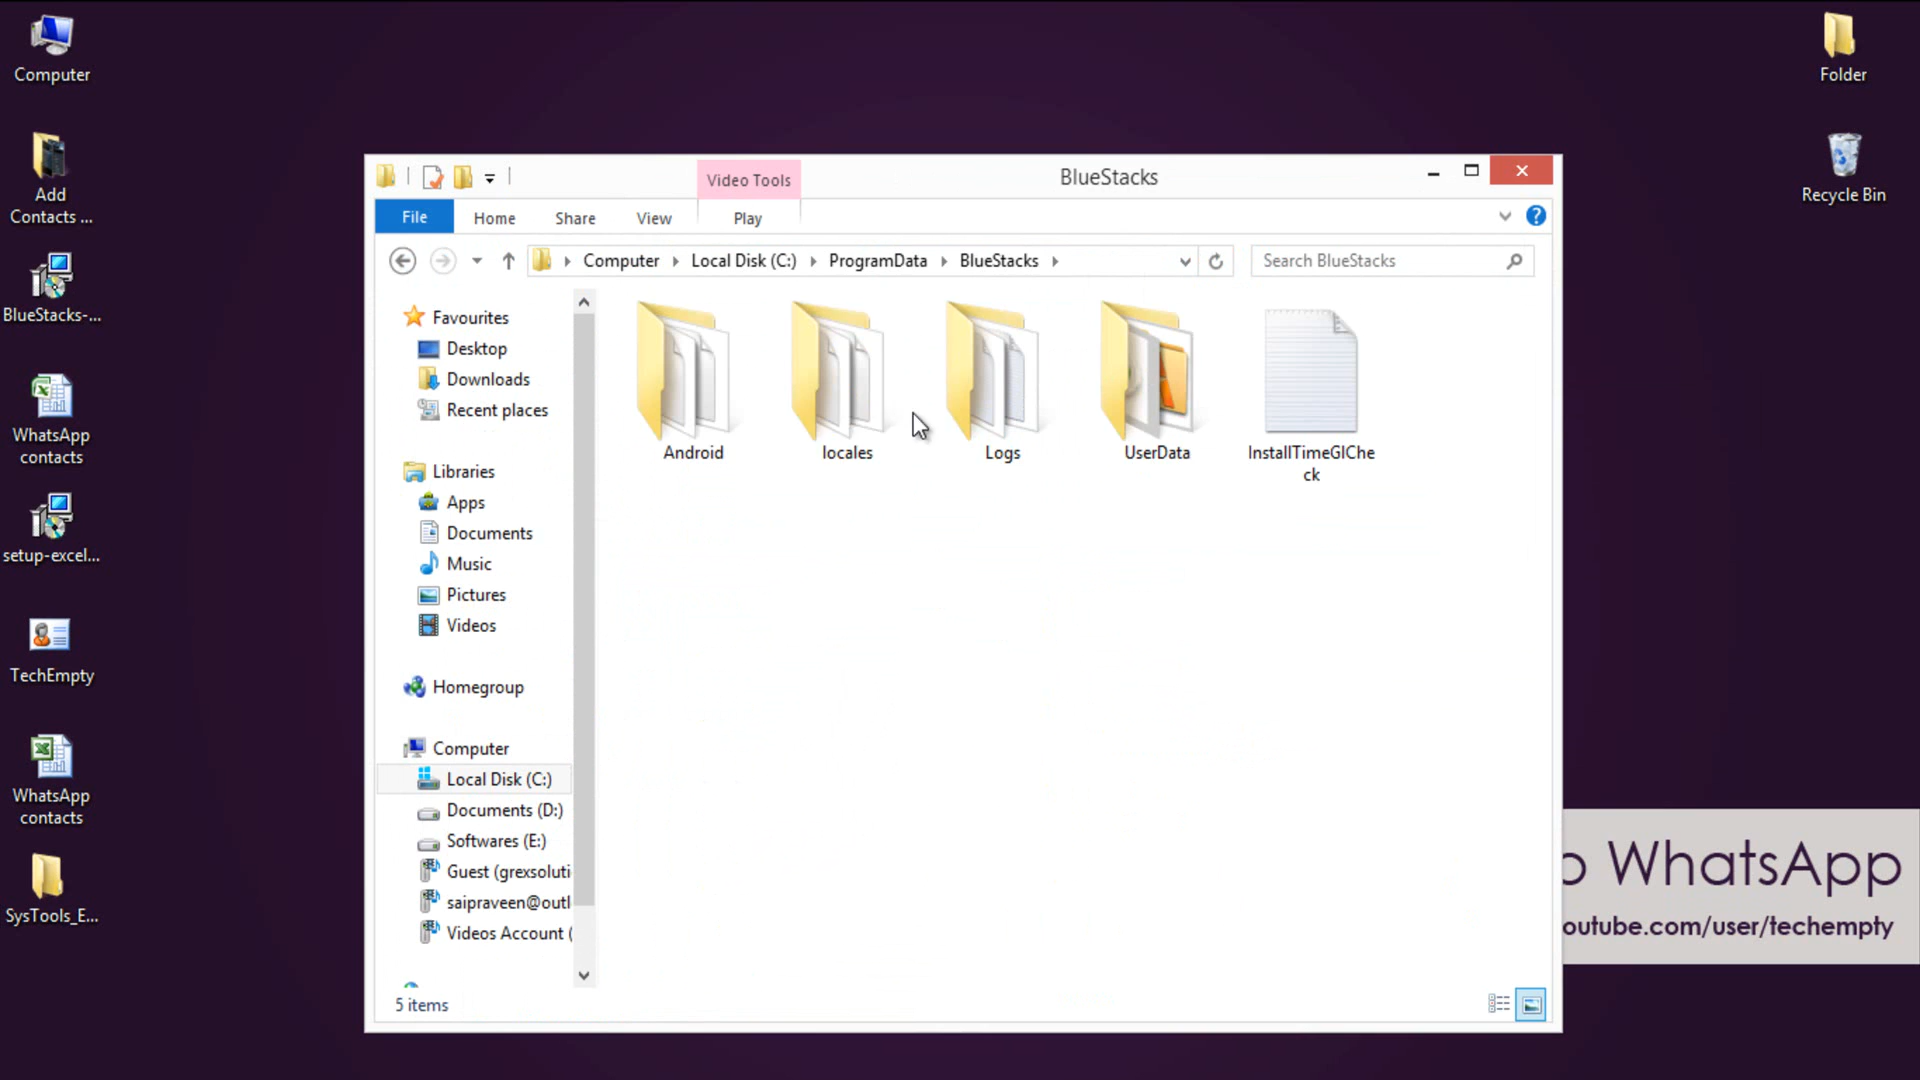 Computer
Add
Contacts ...
BlueStacks-...
WhatsApp
contacts
setup-excel...
TechEmpty
WhatsApp
contacts
SysTools_E...
Folder
Recycle Bin
Video Tools
BlueStacks
File
Home
Share
View
Play
Computer
Local Disk (C:)
ProgramData
BlueStacks
Search BlueStacks
Favourites
Desktop
Downloads
Recent places
Libraries
Apps
Documents
Music
Pictures
Videos
Homegroup
Computer
Local Disk (C:)
Documents (D:)
Softwares (E:)
Guest (grexsoluti
saipraveen@outl
Videos Account (
Android
locales
Logs
UserData
InstallTimeGlChe
ck
5 items
o WhatsApp
outube.com/user/techempty